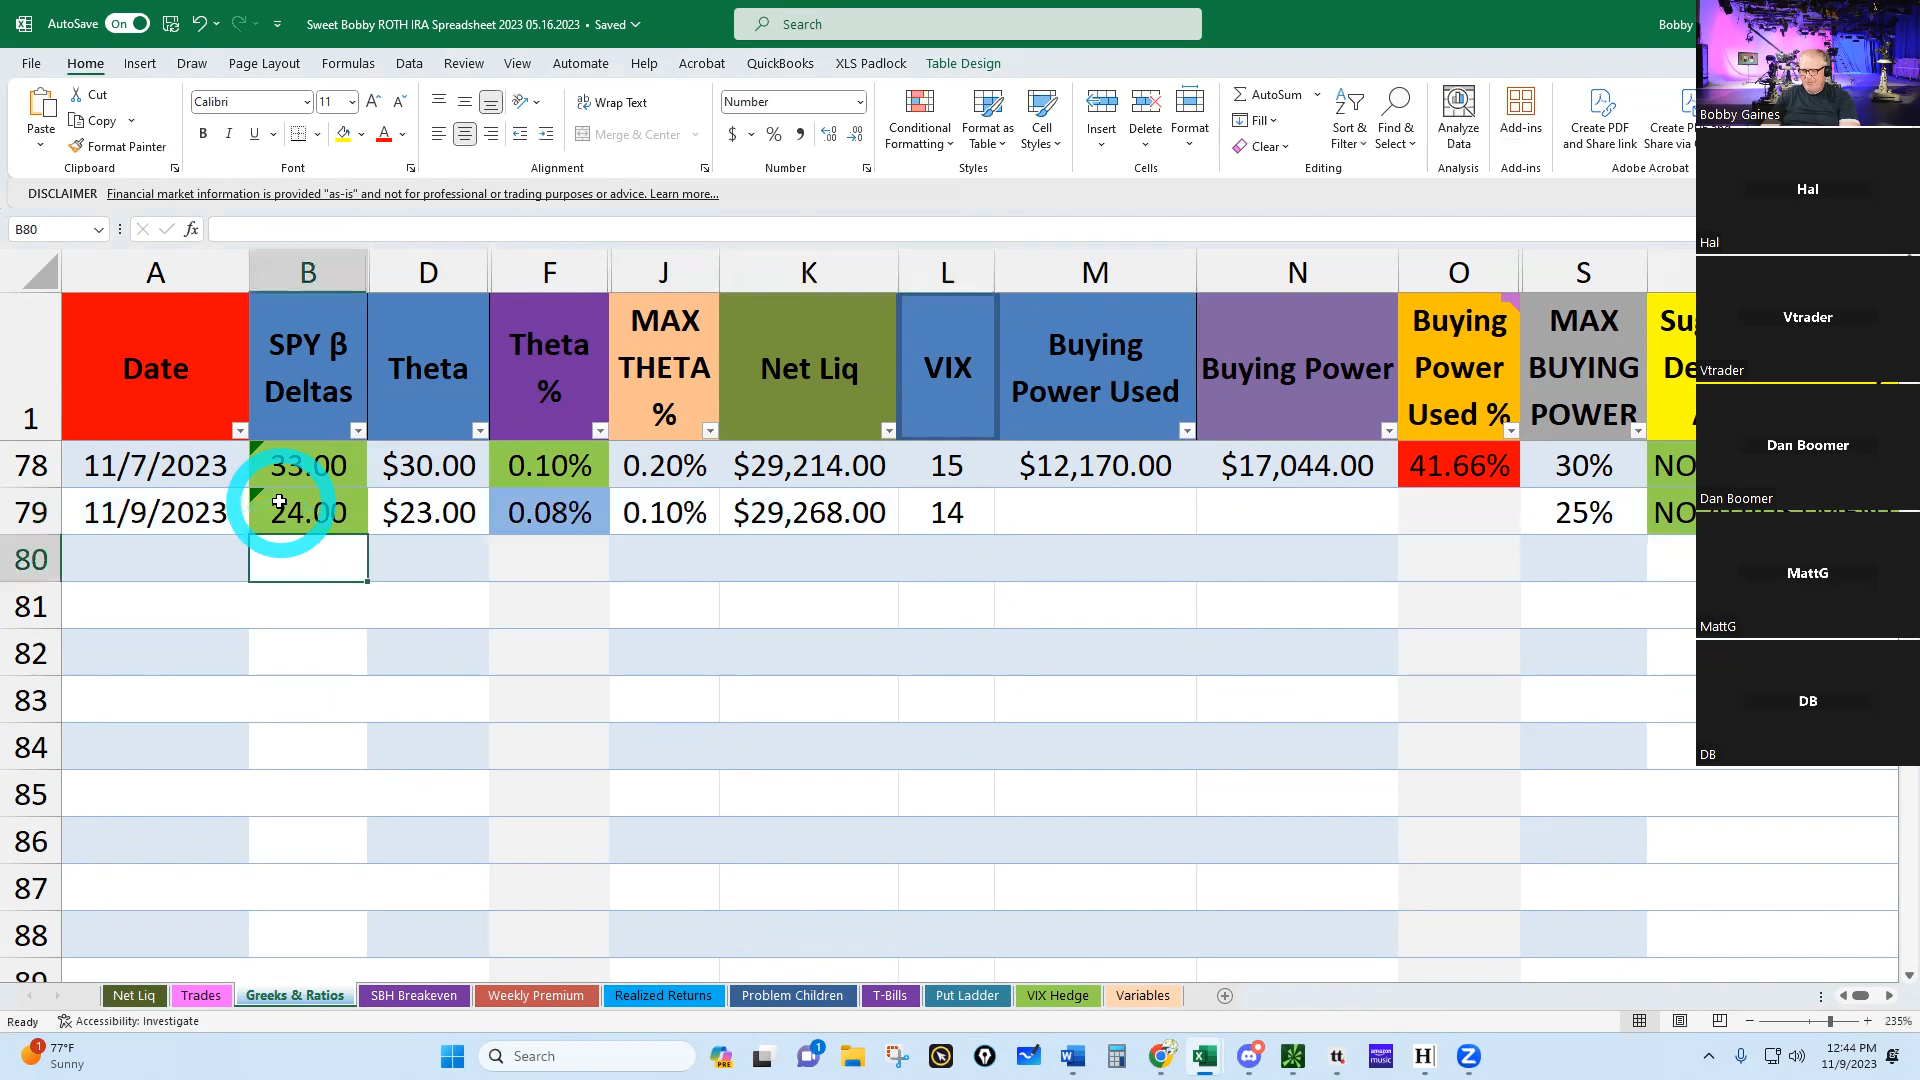 AutoSave On Sweet Bobby ROTH IRA Spreadsheet 2023 05.16.2023 • Saved Search Bobby
File Home Insert Draw Page Layout Formulas Data Review View Automate Help Acrobat QuickBooks XLS Padlock Table Design
Paste Cut Copy Format Painter Clipboard
Calibri 11 B I U Font
Wrap Text Merge & Center Alignment
Number $ % Number
Conditional Formatting Format as Table Cell Styles Styles
Insert Delete Format Cells
AutoSum Fill Clear Sort & Filter Find & Select Editing
Analyze Data Analysis
Add-ins Add-ins
Create PDF and Share link Create Share via Adobe Acrobat
DISCLAIMER Financial market information is provided "as-is" and not for professional or trading purposes or advice. Learn more...
B80 fx
A B D F J K L M N O S
1 Date SPY β Deltas Theta Theta % MAX THETA % Net Liq VIX Buying Power Used Buying Power Buying Power Used % MAX BUYING POWER
78 11/7/2023 33.00 $30.00 0.10% 0.20% $29,214.00 15 $12,170.00 $17,044.00 41.66% 30% NO
79 11/9/2023 24.00 $23.00 0.08% 0.10% $29,268.00 14 25% NO
80
81
82
83
84
85
86
87
88
89
Bobby Gaines
Hal
Hal
Vtrader
Vtrader
Dan Boomer
Dan Boomer
MattG
MattG
DB
DB
Net Liq Trades Greeks & Ratios SBH Breakeven Weekly Premium Realized Returns Problem Children T-Bills Put Ladder VIX Hedge Variables
Ready Accessibility: Investigate 235%
1 77°F
Sunny
Search
PRE
1
tt
amazon music
H
12:44 PM
11/9/2023